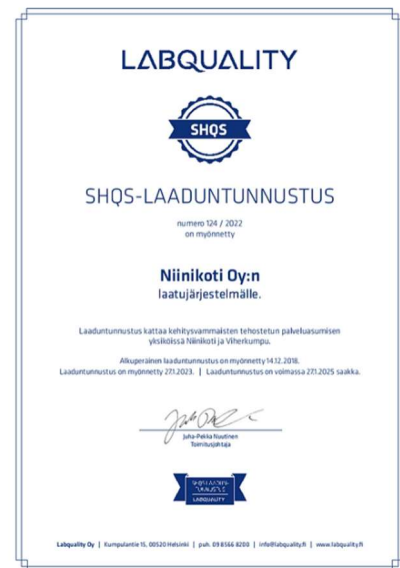 LABQUALITY
SHQS
SHQS-LAADUNTUNNUSTUS
numero 124 / 2022
on myönnetty
Niinikoti Oy:n
laatujärjestelmälle.
Laaduntunnustus kattaa kehitysvammaisten tehostetun palveluasumisen
yksiköissä Niinikoti ja Viherkumpu.
Alkuperäinen laaduntunnustus on myönnetty 14.12.2018.
Laaduntunnustus on myönnetty 27.1.2023. | Laaduntunnustus on voimassa 27.1.2025 saakka.
Juha-Pekka Nuutinen
Toimitusjohtaja
SHQS LAADUN-
TUNNUSTUS
LABQUALITY
Labquality Oy | Kumpulantie 15, 00520 Helsinki | puh. 09 8566 8200 | info@labquality.fi | www.labquality.fi